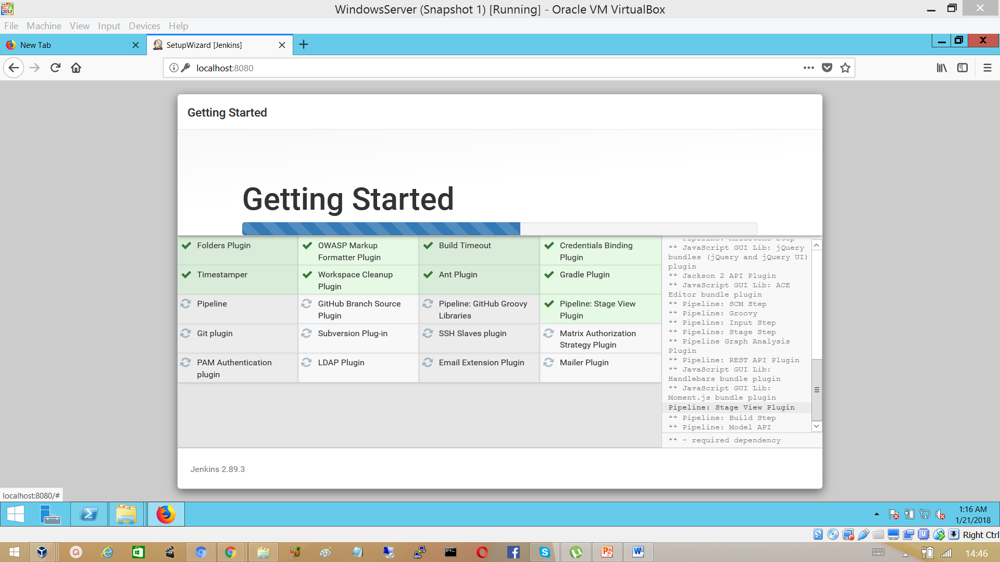 WindowsServer (Snapshot 1) [Running] - Oracle VM VirtualBox
File Machine View Input Devices Help
New Tab
SetupWizard [Jenkins]
localhost:8080
Getting Started
Getting Started
Folders Plugin
OWASP Markup
Formatter Plugin
Build Timeout
Credentials Binding
Plugin
Timestamper
Workspace Cleanup
Plugin
Ant Plugin
Gradle Plugin
Pipeline
GitHub Branch Source
Plugin
Pipeline: GitHub Groovy
Libraries
Pipeline: Stage View
Plugin
Git plugin
Subversion Plug-in
SSH Slaves plugin
Matrix Authorization
Strategy Plugin
PAM Authentication
plugin
LDAP Plugin
Email Extension Plugin
Mailer Plugin
** Pipeline: Milestone Step
** JavaScript GUI Lib: jQuery
bundles (jQuery and jQuery UI)
plugin
** Jackson 2 API Plugin
** JavaScript GUI Lib: ACE
Editor bundle plugin
** Pipeline: SCM Step
** Pipeline: Groovy
** Pipeline: Input Step
** Pipeline: Stage Step
** Pipeline Graph Analysis
Plugin
** Pipeline: REST API Plugin
** JavaScript GUI Lib:
Handlebars bundle plugin
** JavaScript GUI Lib:
Moment.js bundle plugin
Pipeline: Stage View Plugin
** Pipeline: Build Step
** Pipeline: Model API
** - required dependency
Jenkins 2.89.3
localhost:8080/#
1:16 AM
1/21/2018
Right Ctrl
14:46